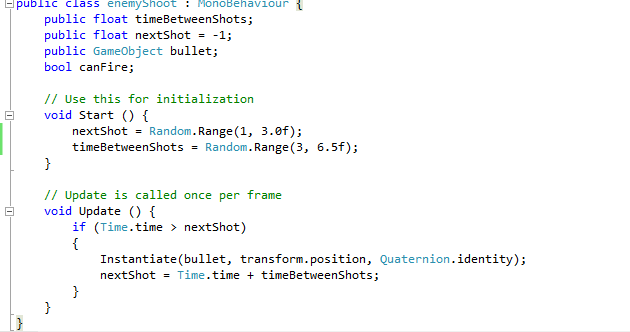 public class enemyShoot : MonoBehaviour {
public float timeBetweenShots;
public float nextShot = -1;
public GameObject bullet;
bool canFire;
// Use this for initialization
void Start () {
nextShot = Random.Range(1, 3.0f);
timeBetweenShots = Random.Range(3, 6.5f);
}
// Update is called once per frame
void Update () {
if (Time.time > nextShot)
{
Instantiate(bullet, transform.position, Quaternion.identity);
nextShot = Time.time + timeBetweenShots;
}
}
}